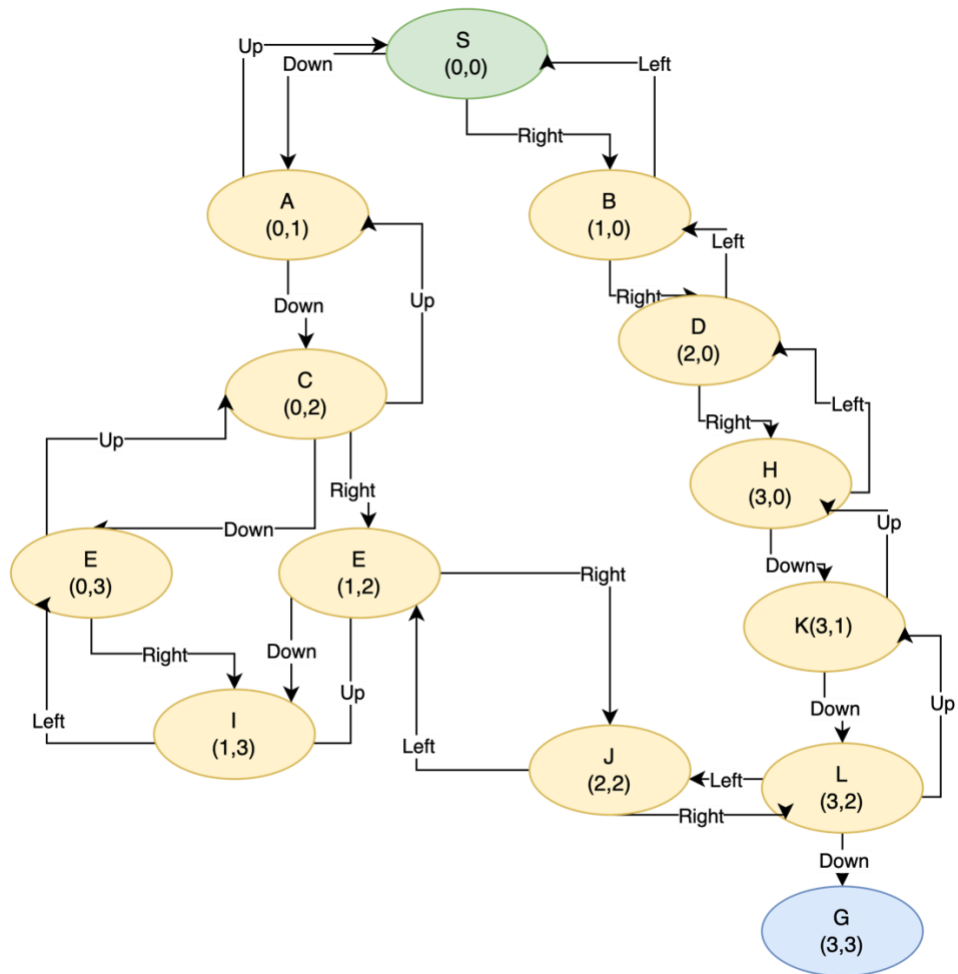 S
(0,0)
Up
Down
Left
Right
A
(0,1)
B
(1,0)
Left
Down
Up
Right
D
(2,0)
C
(0,2)
Left
Right
Up
H
(3,0)
Right
Down
Up
E
(0,3)
E
(1,2)
Down
Right
K(3,1)
Right
Down
Up
Left
I
(1,3)
Down
Up
Left
J
(2,2)
Left
L
(3,2)
Right
Down
G
(3,3)